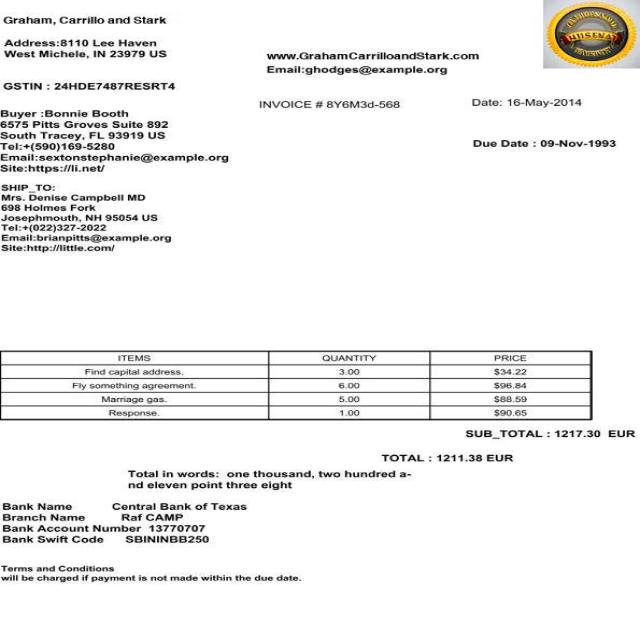 Graham, Carrillo and Stark
Address:8110 Lee Haven
West Michele, IN 23979 US
www.GrahamCarrilloandStark.com
Email:ghodges@example.org
GSTIN : 24HDE7487RESRT4
INVOICE # 8Y6M3d-568
Date: 16-May-2014
Due Date : 09-Nov-1993
Buyer :Bonnie Booth
6575 Pitts Groves Suite 892
South Tracey, FL 93919 US
Tel:+(590)169-5280
Email:sextonstephanie@example.org
Site:https://li.net/
SHIP_TO:
Mrs. Denise Campbell MD
698 Holmes Fork
Josephmouth, NH 95054 US
Tel:+(022)327-2022
Email:brianpitts@example.org
Site:http://little.com/
ITEMS QUANTITY PRICE
Find capital address. 3.00 $34.22
Fly something agreement. 6.00 $96.84
Marriage gas. 5.00 $88.59
Response. 1.00 $90.65
SUB_TOTAL : 1217.30 EUR
TOTAL : 1211.38 EUR
Total in words: one thousand, two hundred a-
nd eleven point three eight
Bank Name Central Bank of Texas
Branch Name Raf CAMP
Bank Account Number 13770707
Bank Swift Code SBININBB250
Terms and Conditions
will be charged if payment is not made within the due date.